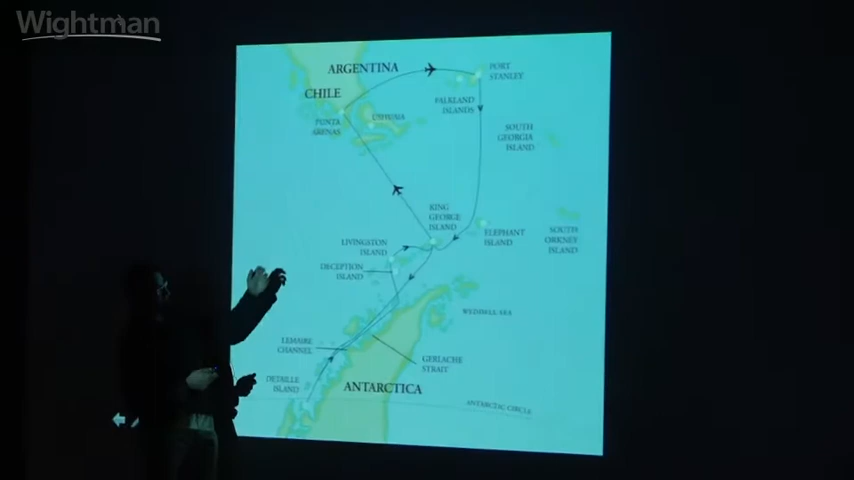 Wightman
ARGENTINA
PORT
STANLEY
CHILE
FALKLAND
ISLANDS
PUNTA
ARENAS
USHUAIA
SOUTH
GEORGIA
ISLAND
KING
GEORGE
ISLAND
ELEPHANT
ISLAND
SOUTH
ORKNEY
ISLAND
LIVINGSTON
ISLAND
DECEPTION
ISLAND
WEDDELL SEA
LEMAIRE
CHANNEL
GERLACHE
STRAIT
DETAILLE
ISLAND
ANTARCTICA
ANTARCTIC CIRCLE